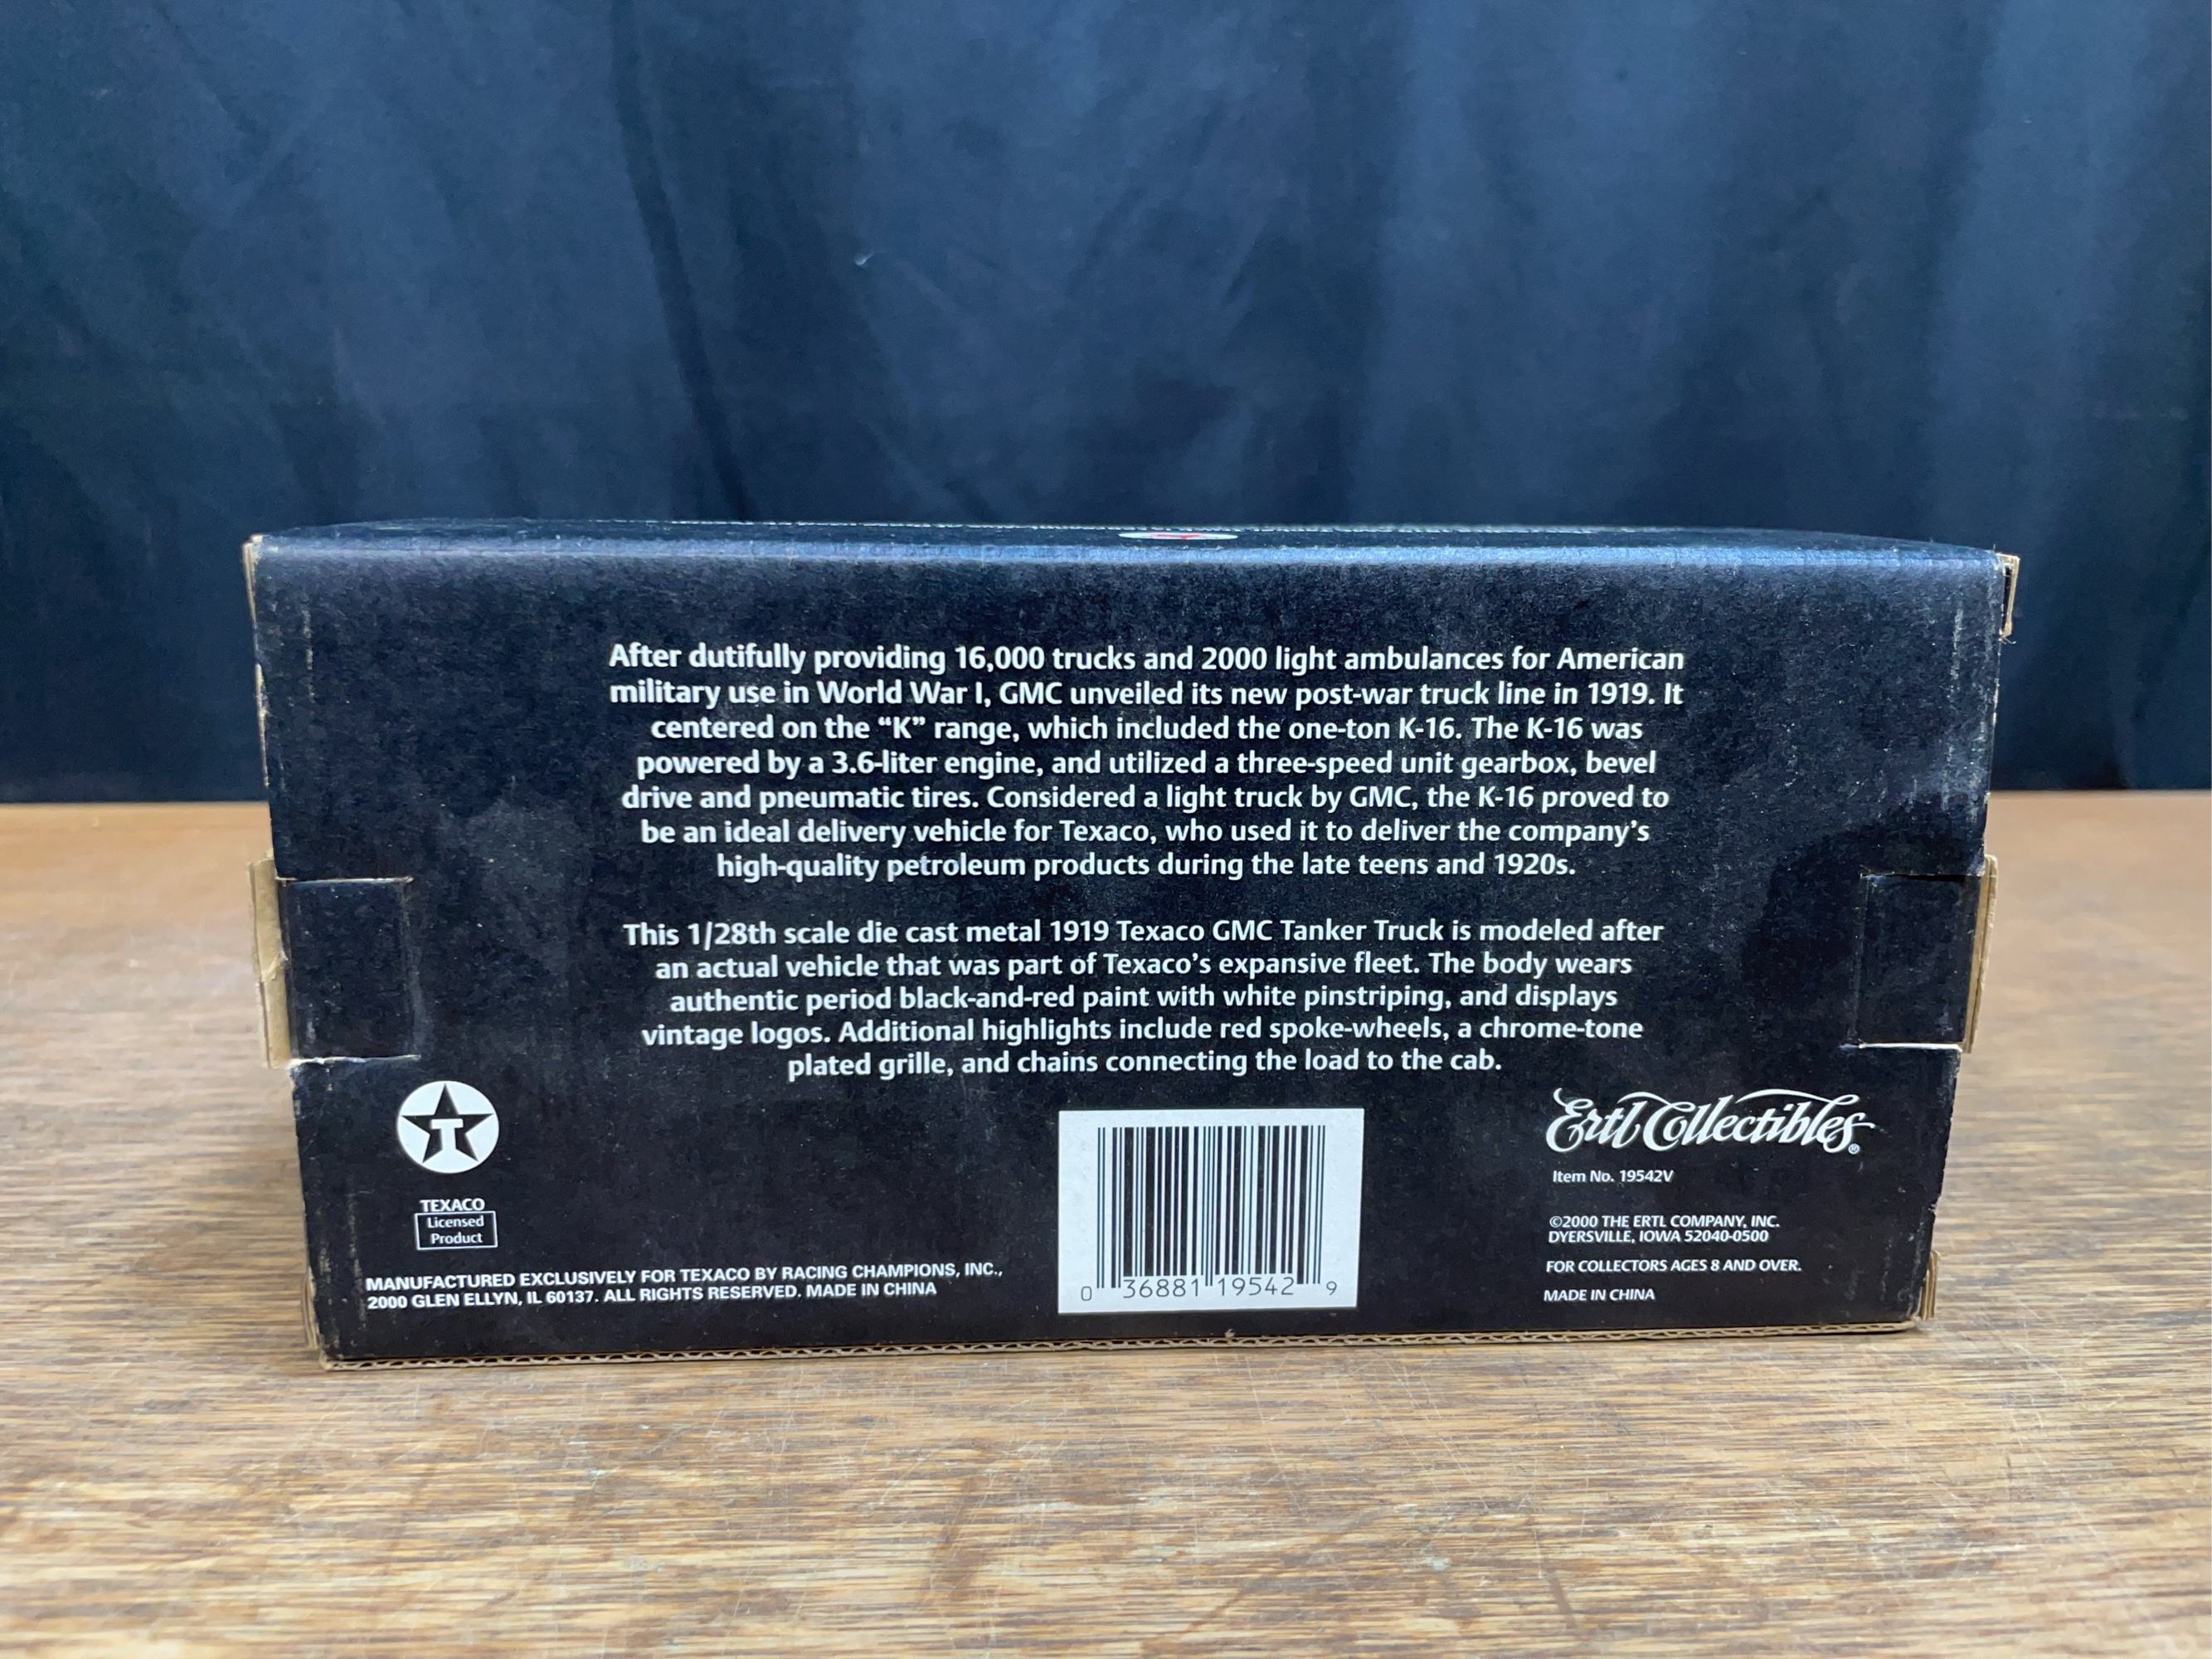 After dutifully providing 16,000 trucks and 2000 light ambulances for American
military use in World War I, GMC unveiled its new post-war truck line in 1919. It
centered on the “K” range, which included the one-ton K-16. The K-16 was
powered by a 3.6-liter engine, and utilized a three-speed unit gearbox, bevel
drive and pneumatic tires. Considered a light truck by GMC, the K-16 proved to
be an ideal delivery vehicle for Texaco, who used it to deliver the company’s
high-quality petroleum products during the late teens and 1920s.
This 1/28th scale die cast metal 1919 Texaco GMC Tanker Truck is modeled after
an actual vehicle that was part of Texaco’s expansive fleet. The body wears
authentic period black-and-red paint with white pinstriping, and displays
vintage logos. Additional highlights include red spoke-wheels, a chrome-tone
plated grille, and chains connecting the load to the cab.
T
TEXACO
Licensed
Product
MANUFACTURED EXCLUSIVELY FOR TEXACO BY RACING CHAMPIONS, INC.,
2000 GLEN ELLYN, IL 60137. ALL RIGHTS RESERVED. MADE IN CHINA
0 36881 19542 9
Ertl Collectibles®
Item No. 19542V
©2000 THE ERTL COMPANY, INC.
DYERSVILLE, IOWA 52040-0500
FOR COLLECTORS AGES 8 AND OVER.
MADE IN CHINA